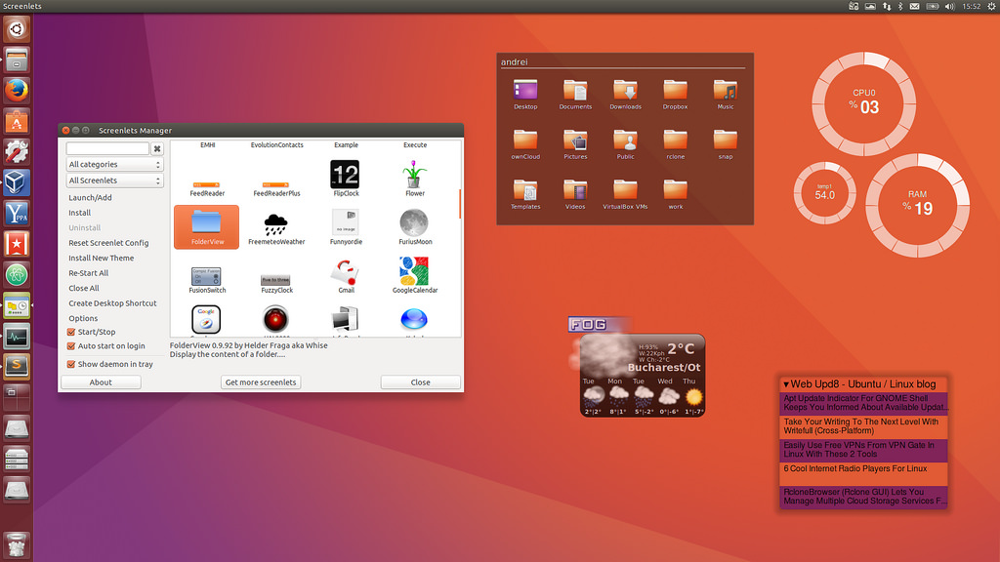 Screenlets
15:52
Screenlets Manager
All categories
All Screenlets
Launch/Add
Install
Uninstall
Reset Screenlet Config
Install New Theme
Re-Start All
Close All
Create Desktop Shortcut
Options
Start/Stop
Auto start on login
Show daemon in tray
About
EMHI
EvolutionContacts
Example
Execute
FeedReader
FeedReaderPlus
12
FlipClock
Flower
FolderView
FreemeteoWeather
no image
Funnyordie
FuriusMoon
FusionSwitch
five to three
FuzzyClock
Gmail
GoogleCalendar
Google
FolderView 0.9.92 by Helder Fraga aka Whise
Display the content of a folder....
Get more screenlets
Close
andrei
Desktop
Documents
Downloads
Dropbox
Music
ownCloud
Pictures
Public
rclone
snap
Templates
Videos
VirtualBox VMs
work
CPU0
% 03
temp1
54.0
RAM
% 19
FOG
H:93%
W:22Kph
W Ch:-2°C
2°C
Bucharest/Ot
Tue Mon Tue Wed Thu
2°|2° 8°|1° 5°|-2° 0°|-6° 1°|-7°
▼Web Upd8 - Ubuntu / Linux blog
Apt Update Indicator For GNOME Shell
Keeps You Informed About Available Updat...
Take Your Writing To The Next Level With
Writefull (Cross-Platform)
Easily Use Free VPNs From VPN Gate In
Linux With These 2 Tools
6 Cool Internet Radio Players For Linux
RcloneBrowser (Rclone GUI) Lets You
Manage Multiple Cloud Storage Services F...